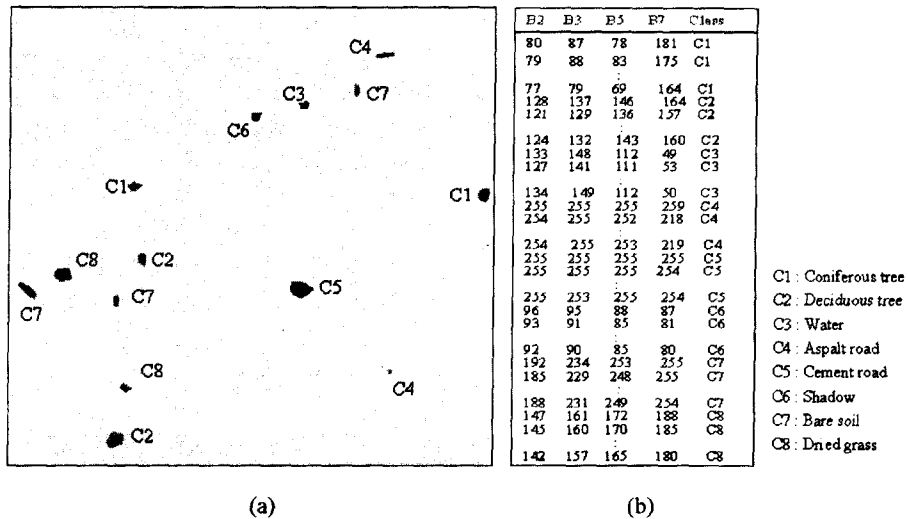 C4
C7
C3
C6
C1
C1
C2
C8
C7
C7
C5
C8
C4
C2
(a)
B2 B3 B5 B7 Class
80 87 78 181 C1
79 88 83 175 C1
77 79 69 164 C1
128 137 146 164 C2
121 129 136 157 C2
124 132 143 160 C2
133 148 112 49 C3
127 141 111 53 C3
134 149 112 50 C3
255 255 255 259 C4
254 255 252 218 C4
254 255 253 219 C4
255 255 255 255 C5
255 255 255 254 C5
255 253 255 254 C5
96 95 88 87 C6
93 91 85 81 C6
92 90 85 80 C6
192 234 253 255 C7
185 229 248 255 C7
188 231 249 254 C7
147 161 172 188 C8
145 160 170 185 C8
142 157 165 180 C8
(b)
C1 : Coniferous tree
C2 : Deciduous tree
C3 : Water
C4 : Aspalt road
C5 : Cement road
C6 : Shadow
C7 : Bare soil
C8 : Dried grass